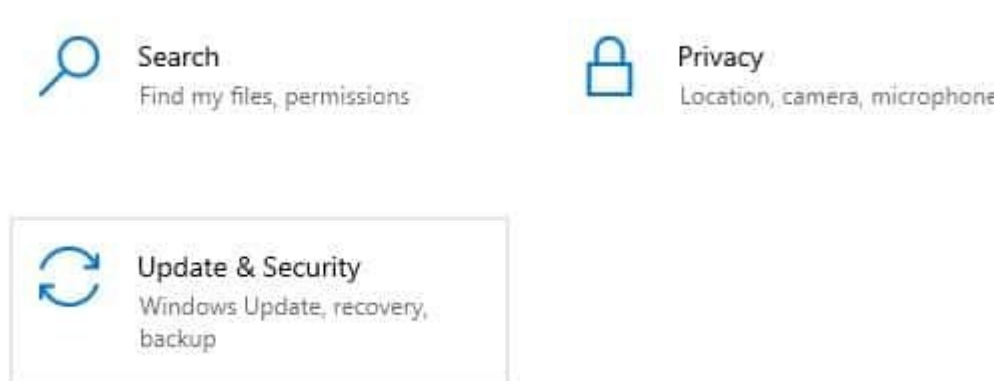 Search
Find my files, permissions
Privacy
Location, camera, microphone
Update & Security
Windows Update, recovery,
backup